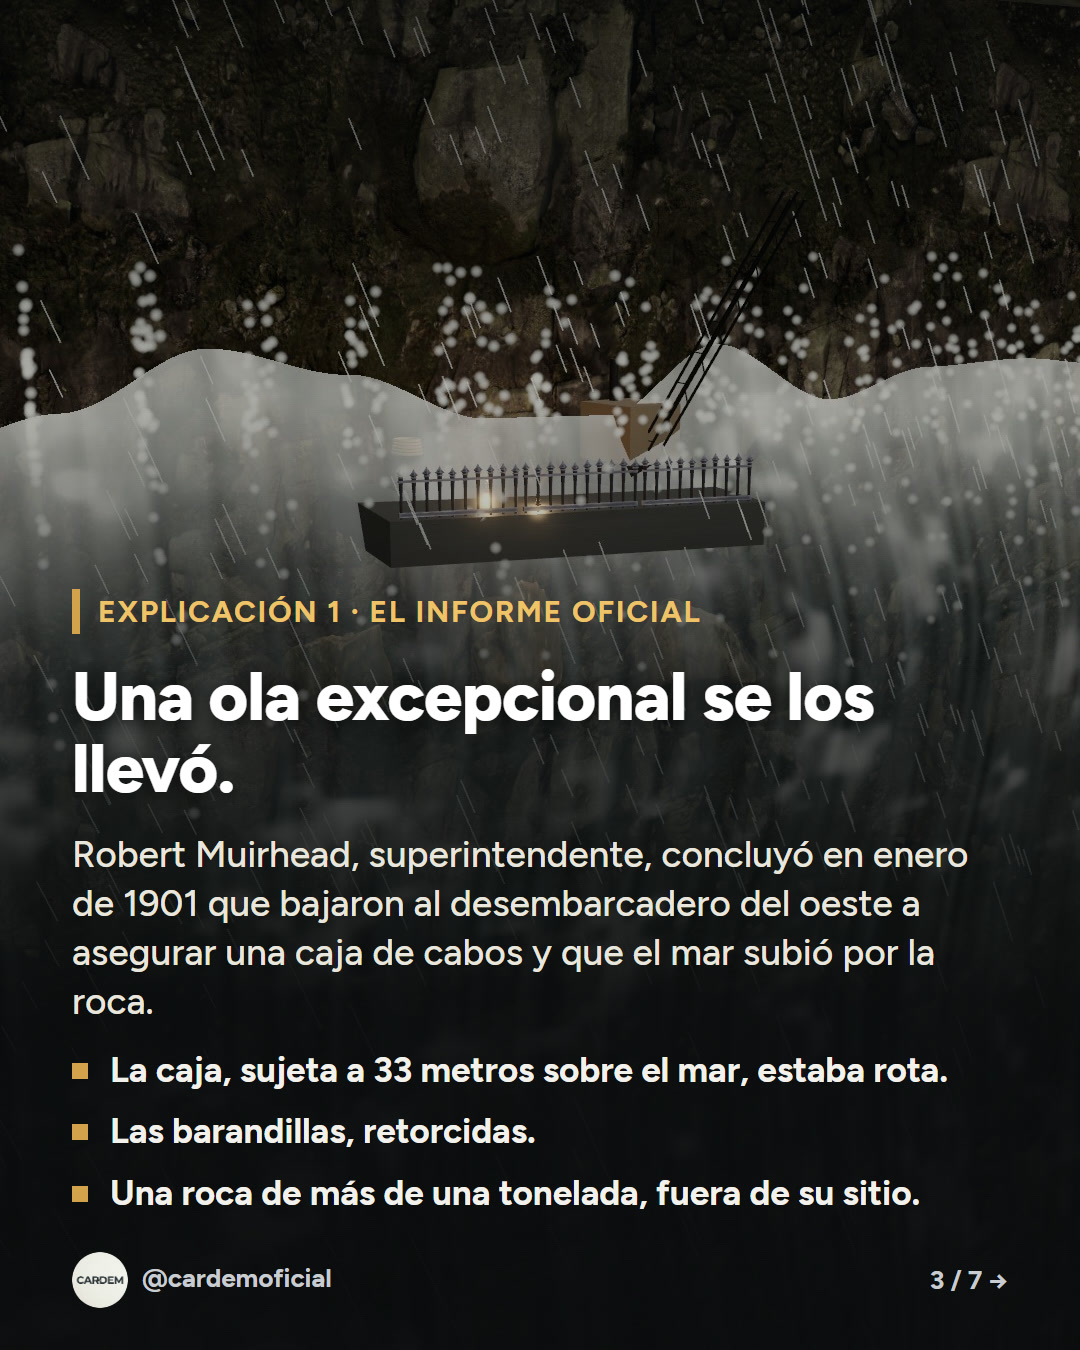 EXPLICACIÓN 1 · EL INFORME OFICIAL
Una ola excepcional se los
llevó.
Robert Muirhead, superintendente, concluyó en enero
de 1901 que bajaron al desembarcadero del oeste a
asegurar una caja de cabos y que el mar subió por la
roca.
La caja, sujeta a 33 metros sobre el mar, estaba rota.
Las barandillas, retorcidas.
Una roca de más de una tonelada, fuera de su sitio.
CARDEM @cardemoficial
3 / 7 →